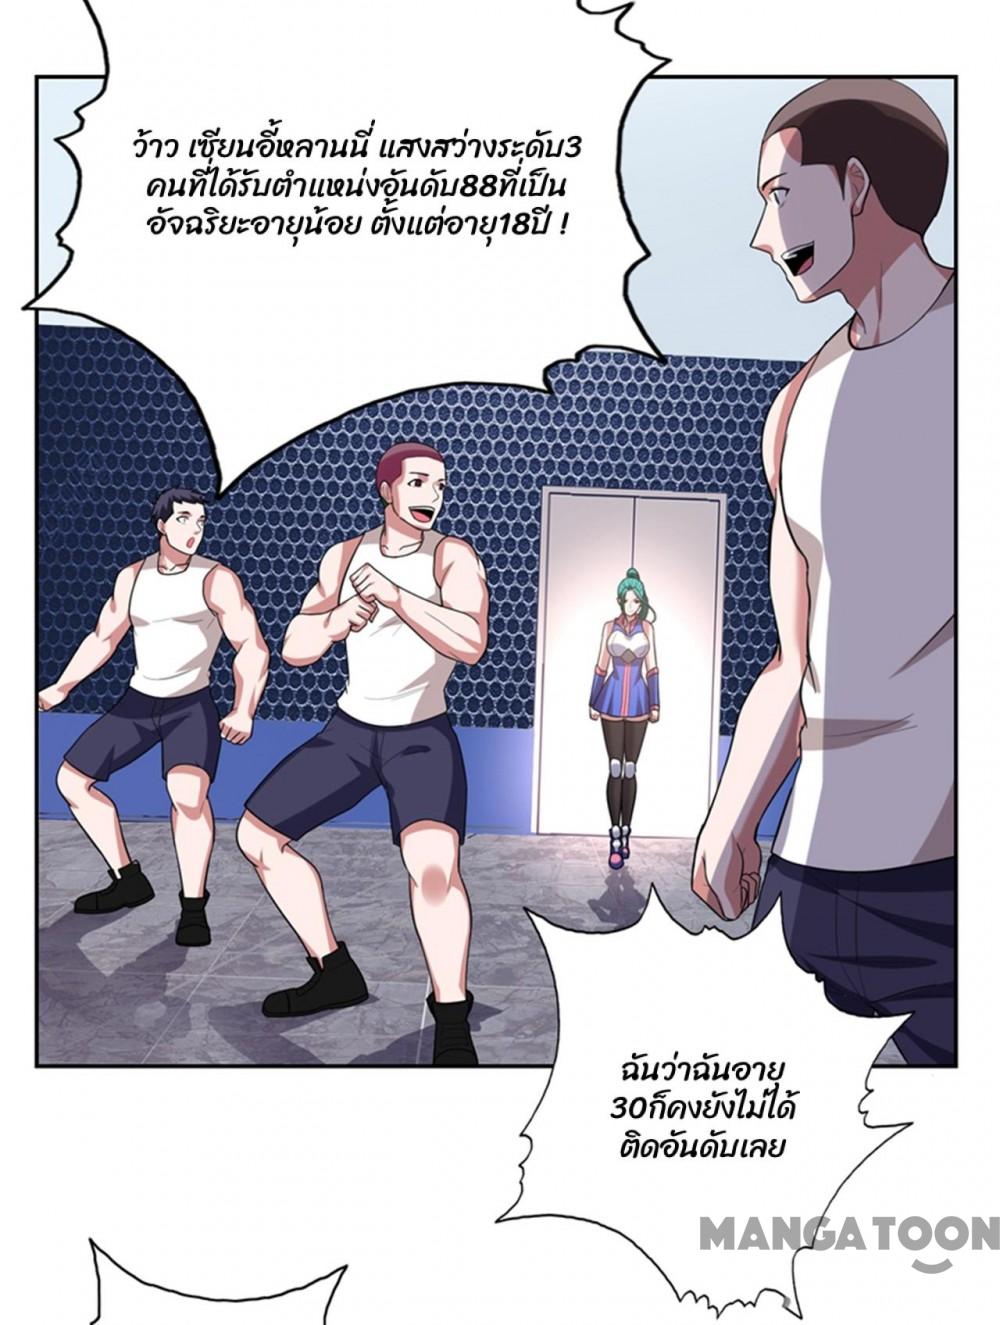 ว้าว เซียนอี้หลานนี่ แสงสว่างระดับ3
คนที่ได้รับตำแหน่งอันดับ88ที่เป็น
อัจฉริยะอายุน้อย ตั้งแต่อายุ18ปี !
ฉันว่าฉันอายุ
30ก็คงยังไม่ได้
ติดอันดับเลย
MANGATOON